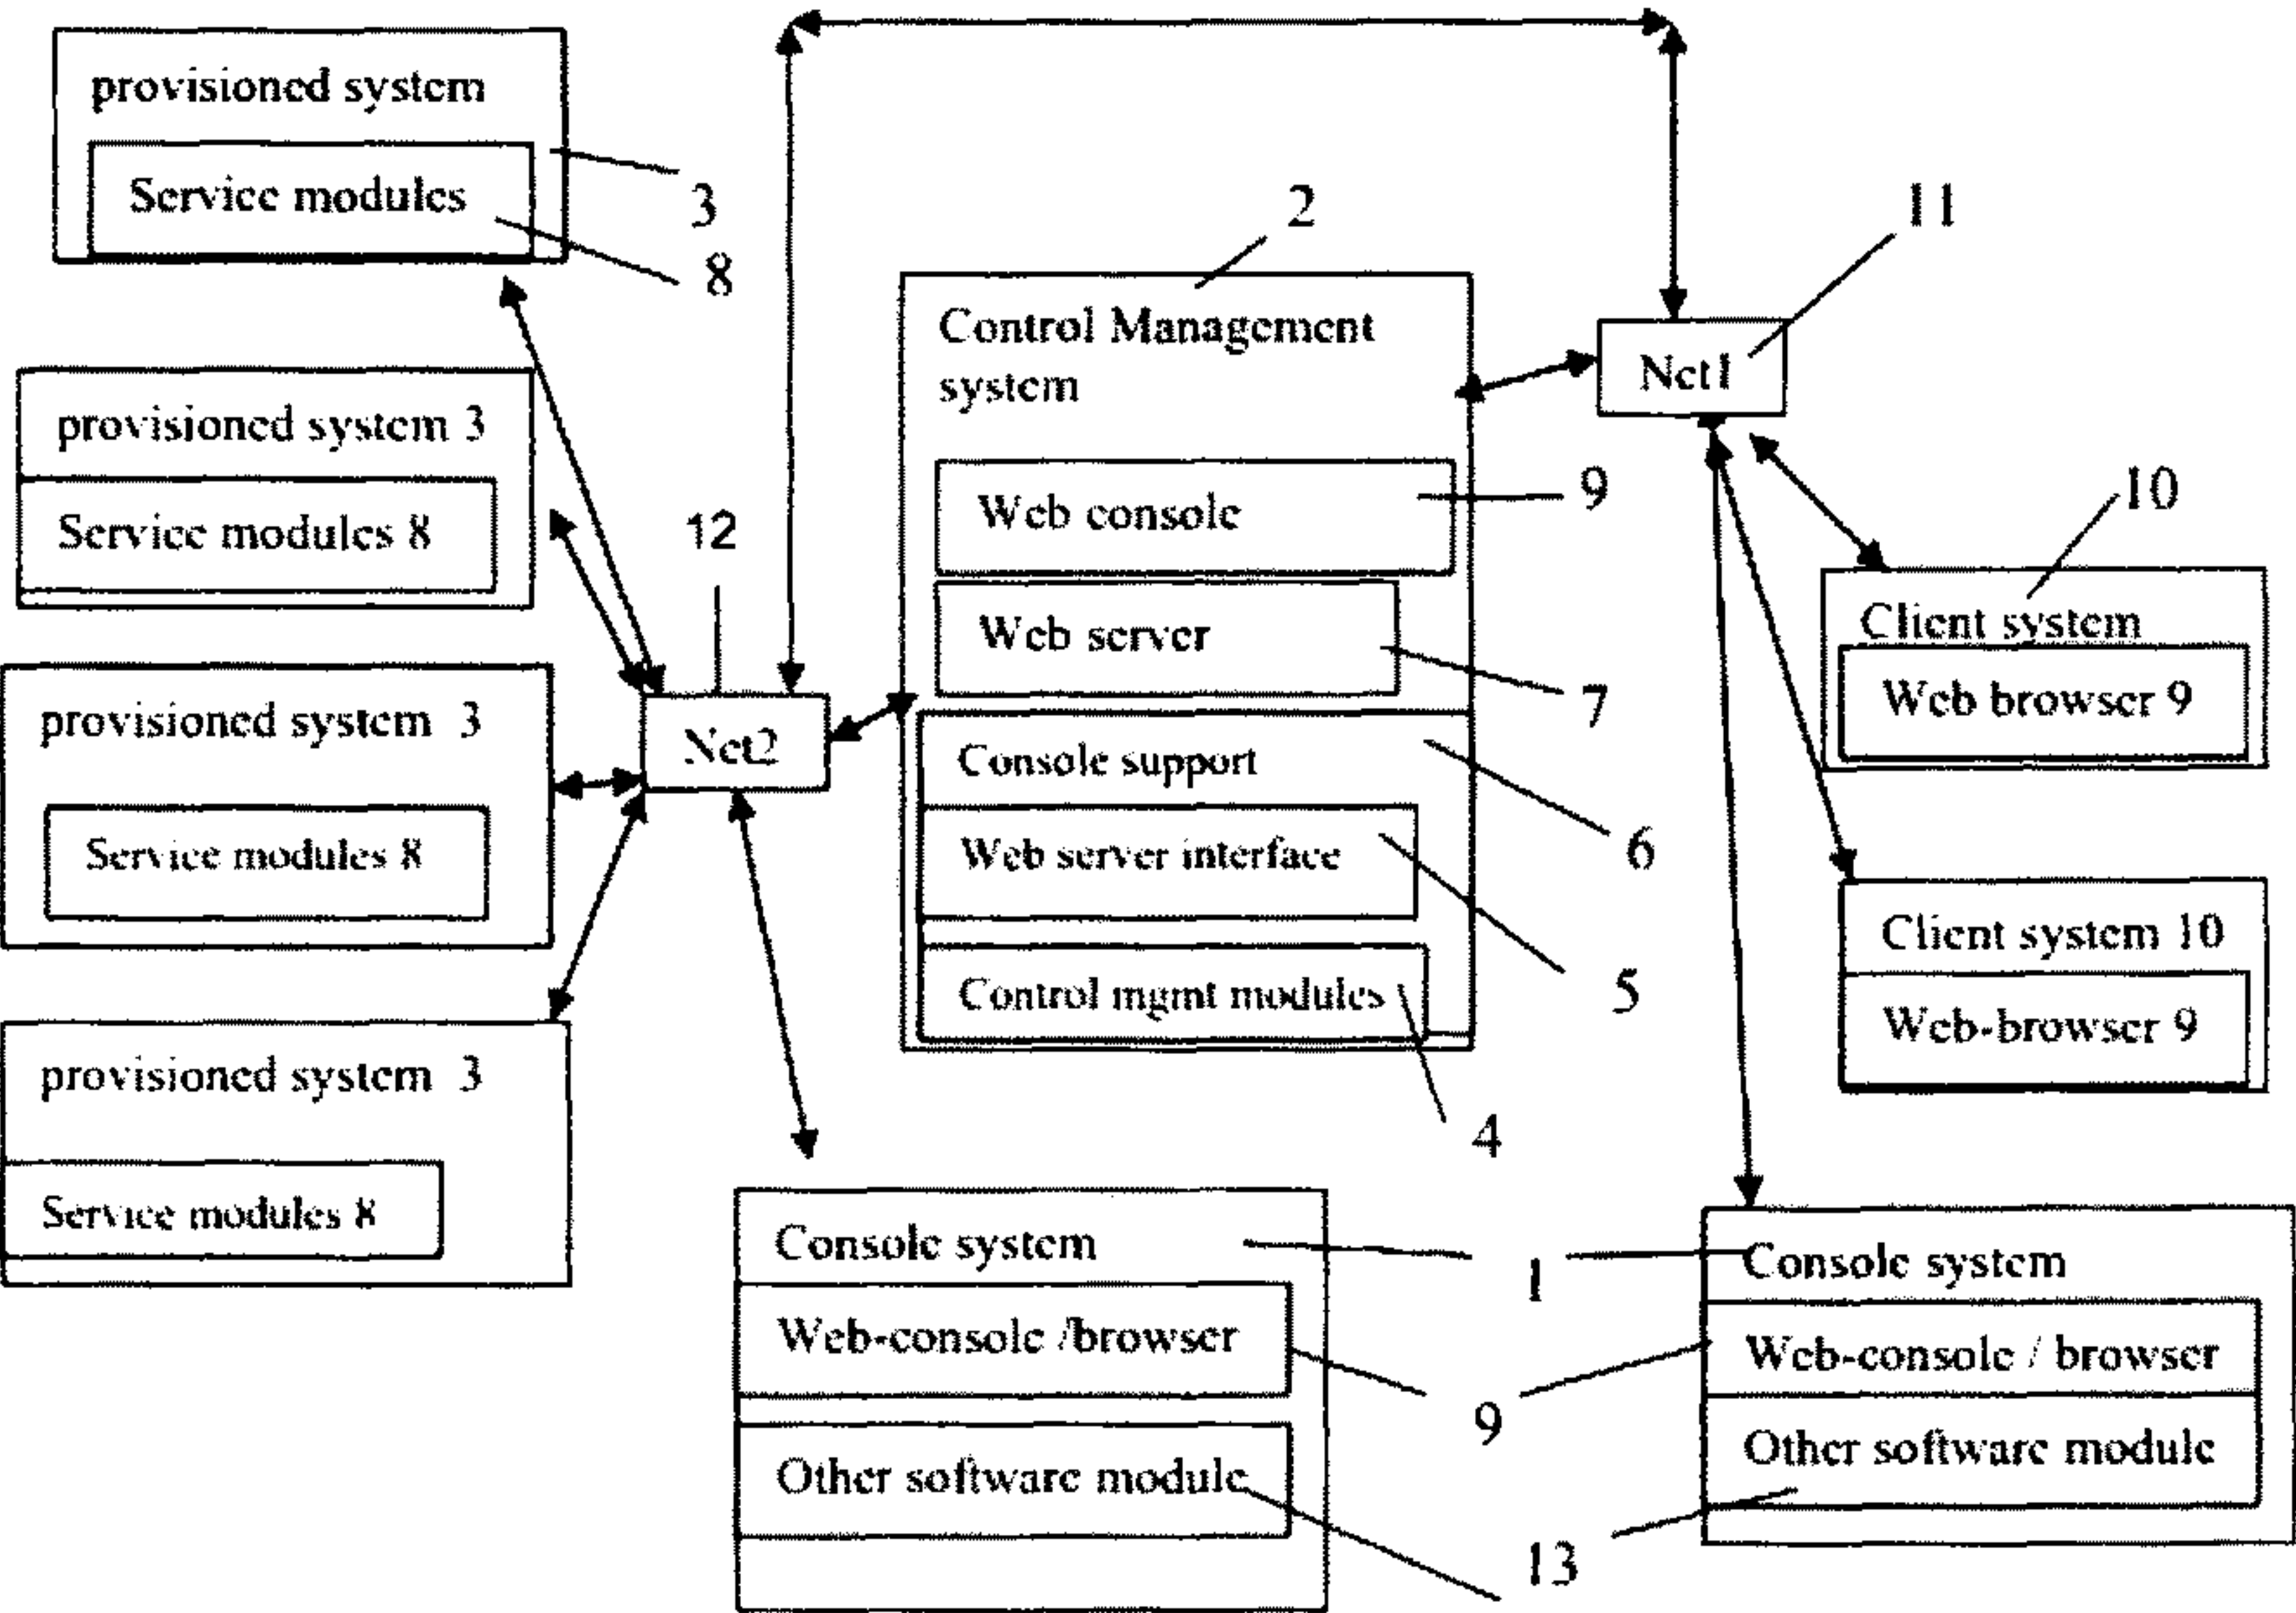 provisioned system
Service modules
3
8
provisioned system 3
Service modules 8
provisioned system 3
Service modules 8
provisioned system 3
Service modules 8
12
Net2
2
Control Management
system
Web console
9
Web server
7
Console support
6
Web server interface
5
Control mgmt modules
4
11
Net1
10
Client system
Web browser 9
Client system 10
Web-browser 9
Console system
1
Web-console /browser
9
Other software module
13
Console system
Web-console / browser
Other software module